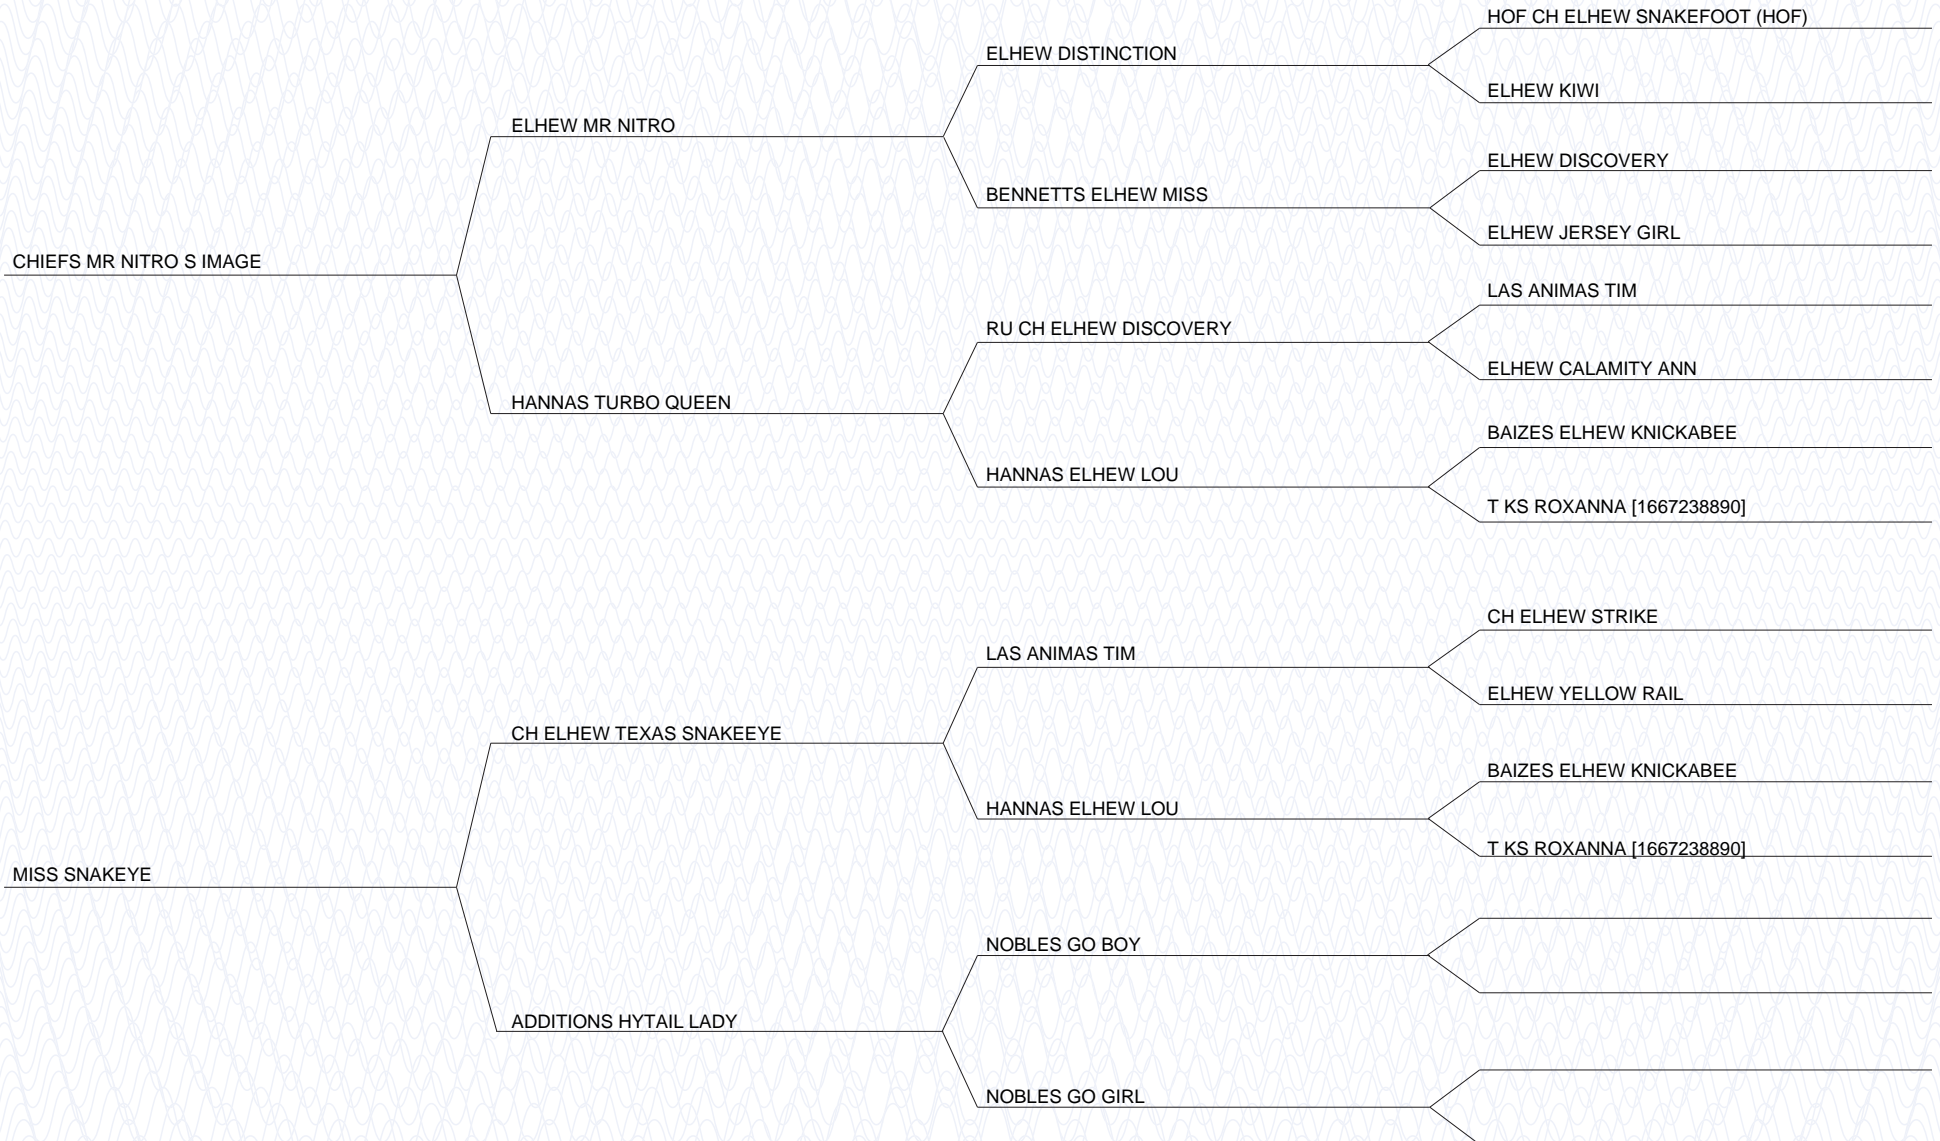 HOF CH ELHEW SNAKEFOOT (HOF)
ELHEW DISTINCTION
ELHEW KIWI
ELHEW MR NITRO
ELHEW DISCOVERY
BENNETTS ELHEW MISS
ELHEW JERSEY GIRL
CHIEFS MR NITRO S IMAGE
LAS ANIMAS TIM
RU CH ELHEW DISCOVERY
ELHEW CALAMITY ANN
HANNAS TURBO QUEEN
BAIZES ELHEW KNICKABEE
HANNAS ELHEW LOU
T KS ROXANNA [1667238890]
CH ELHEW STRIKE
LAS ANIMAS TIM
ELHEW YELLOW RAIL
CH ELHEW TEXAS SNAKEEYE
BAIZES ELHEW KNICKABEE
HANNAS ELHEW LOU
T KS ROXANNA [1667238890]
MISS SNAKEYE
NOBLES GO BOY
ADDITIONS HYTAIL LADY
NOBLES GO GIRL